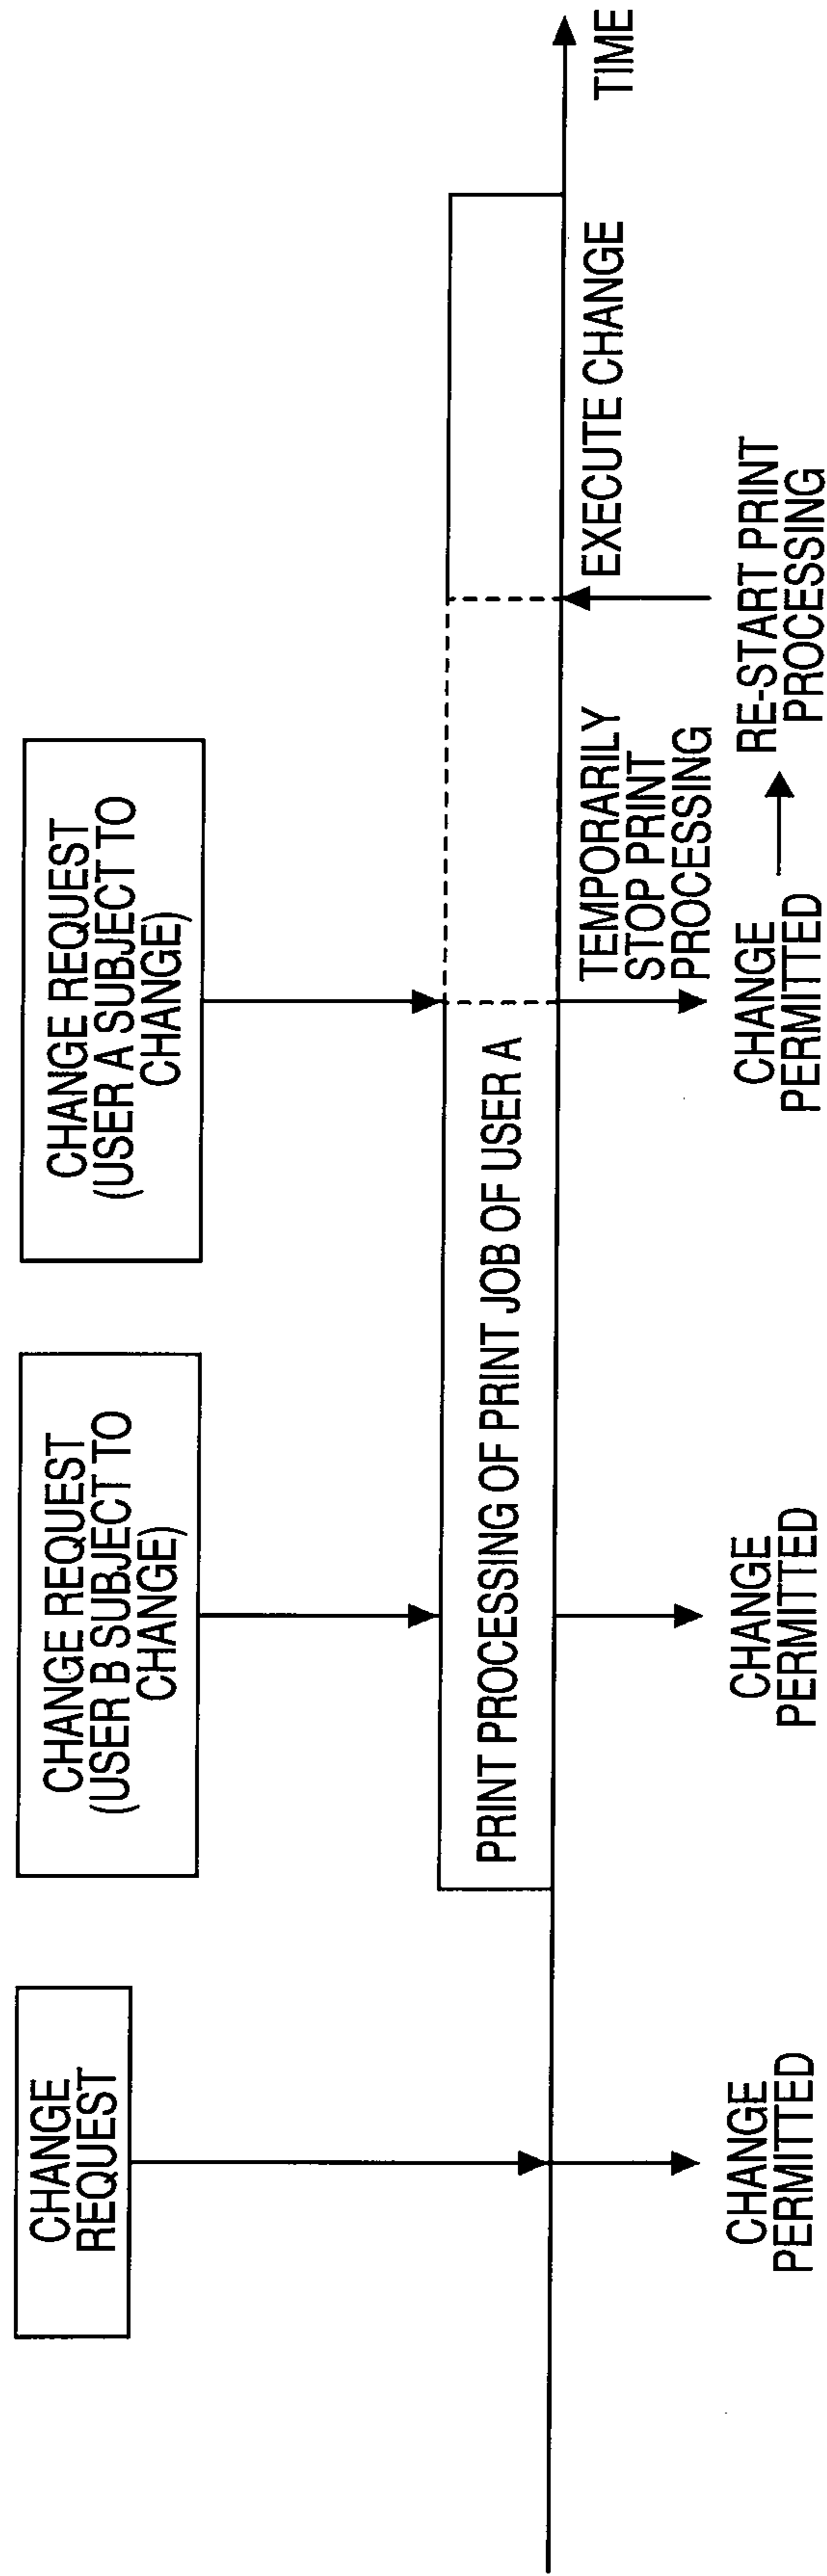 CHANGE
REQUEST
CHANGE REQUEST
(USER B SUBJECT TO
CHANGE)
CHANGE REQUEST
(USER A SUBJECT TO
CHANGE)
PRINT PROCESSING OF PRINT JOB OF USER A
TIME
TEMPORARILY
STOP PRINT
PROCESSING
EXECUTE CHANGE
CHANGE
PERMITTED
CHANGE
PERMITTED
CHANGE
PERMITTED
RE-START PRINT
PROCESSING